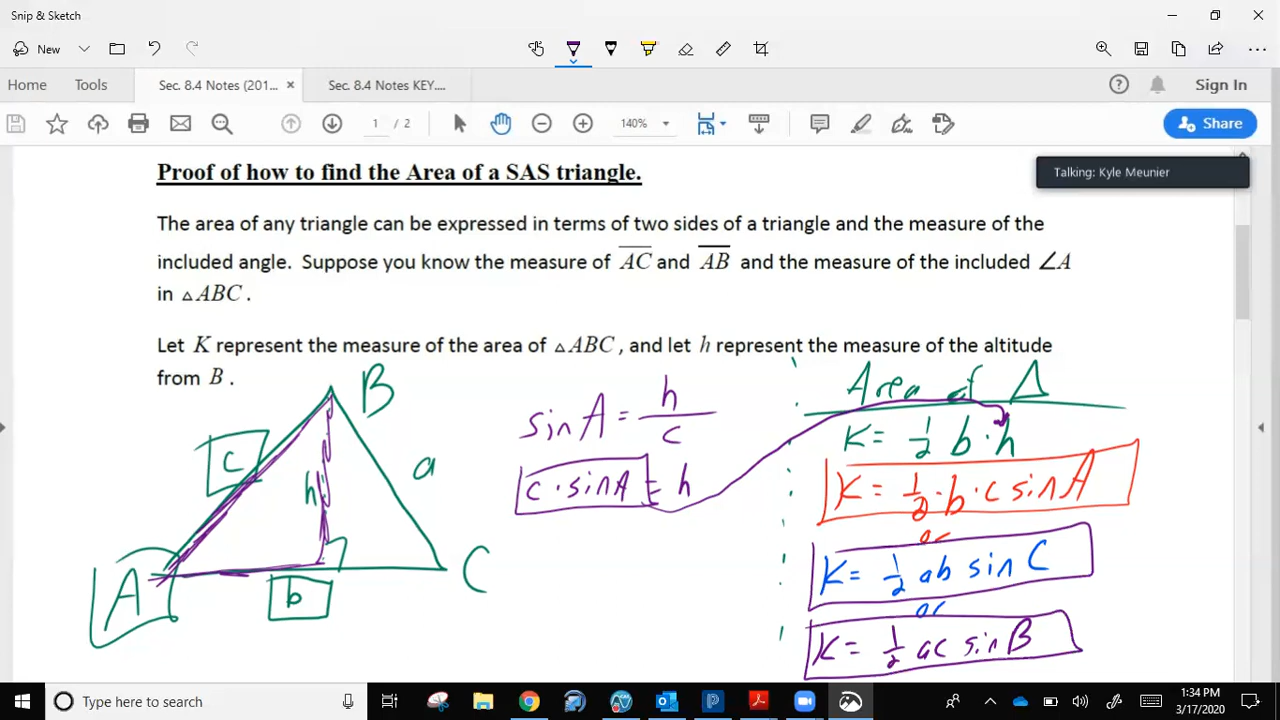 Snip & Sketch
New
Home Tools Sec. 8.4 Notes (201... × Sec. 8.4 Notes KEY.... Sign In
1 / 2 140% Share
Talking: Kyle Meunier
Proof of how to find the Area of a SAS triangle.
The area of any triangle can be expressed in terms of two sides of a triangle and the measure of the
included angle. Suppose you know the measure of AC and AB and the measure of the included ∠A
in △ABC.
Let K represent the measure of the area of △ABC, and let h represent the measure of the altitude
from B.
B
c
a
h
A
b
C
sin A = h/c
c · sin A = h
Area of Δ
K = 1/2 b · h
K = 1/2 · b · c sin A
or
K = 1/2 ab sin C
or
K = 1/2 ac sin B
Type here to search
1:34 PM
3/17/2020